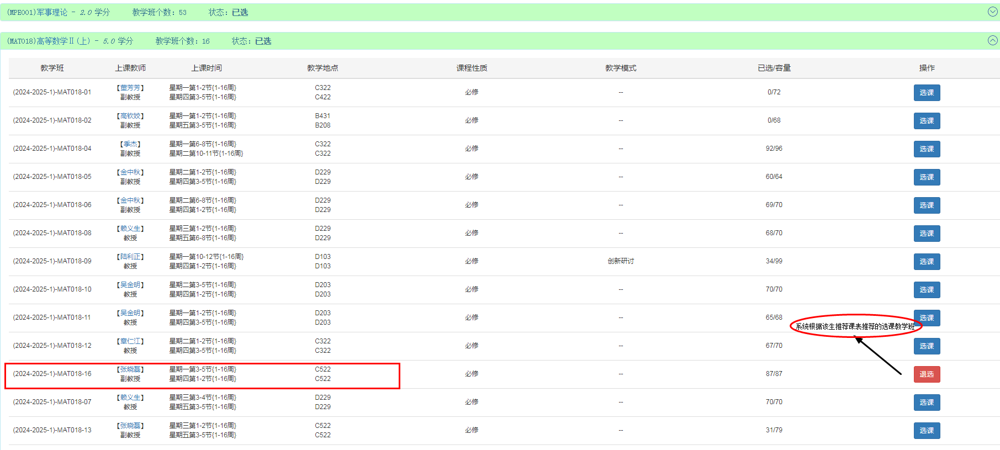 (MPE001)军事理论 - 2.0 学分 教学班个数：53 状态：已选
(MAT018)高等数学Ⅱ(上) - 5.0 学分 教学班个数：16 状态：已选
教学班 上课教师 上课时间 教学地点 课程性质 教学模式 已选/容量 操作
(2024-2025-1)-MAT018-01 【董芳芳】 副教授 星期一第1-2节{1-16周} 星期四第3-5节{1-16周} C322 C422 必修 -- 0/72 选课
(2024-2025-1)-MAT018-02 【高钦姣】 副教授 星期一第1-2节{1-16周} 星期五第3-5节{1-16周} B431 B208 必修 -- 0/68 选课
(2024-2025-1)-MAT018-04 【季杰】 副教授 星期一第6-8节{1-16周} 星期二第10-11节{1-16周} C322 C322 必修 -- 92/96 选课
(2024-2025-1)-MAT018-05 【金中秋】 副教授 星期二第1-2节{1-16周} 星期四第3-5节{1-16周} D229 D229 必修 -- 60/64 选课
(2024-2025-1)-MAT018-06 【金中秋】 副教授 星期二第6-8节{1-16周} 星期四第1-2节{1-16周} D229 D229 必修 -- 69/70 选课
(2024-2025-1)-MAT018-08 【赖义生】 教授 星期三第1-2节{1-16周} 星期五第6-8节{1-16周} D229 D229 必修 -- 68/70 选课
(2024-2025-1)-MAT018-09 【陆利正】 教授 星期一第10-12节{1-16周} 星期四第1-2节{1-16周} D103 D103 必修 创新研讨 34/99 选课
(2024-2025-1)-MAT018-10 【吴金明】 教授 星期二第3-5节{1-16周} 星期四第1-2节{1-16周} D203 D203 必修 -- 70/70 选课
(2024-2025-1)-MAT018-11 【吴金明】 教授 星期一第1-2节{1-16周} 星期四第3-5节{1-16周} D203 D203 必修 -- 65/68 选课
系统根据该生推荐课表推荐的选课教学班
(2024-2025-1)-MAT018-12 【章仁江】 教授 星期二第1-2节{1-16周} 星期四第3-5节{1-16周} C322 C322 必修 -- 67/70 选课
(2024-2025-1)-MAT018-16 【张晓磊】 副教授 星期一第3-5节{1-16周} 星期四第1-2节{1-16周} C522 C522 必修 -- 87/87 退选
(2024-2025-1)-MAT018-07 【赖义生】 教授 星期三第3-4节{1-16周} 星期五第3-5节{1-16周} D229 D229 必修 -- 70/70 选课
(2024-2025-1)-MAT018-13 【张晓磊】 副教授 星期三第1-2节{1-16周} 星期五第3-5节{1-16周} C522 C522 必修 -- 31/79 选课